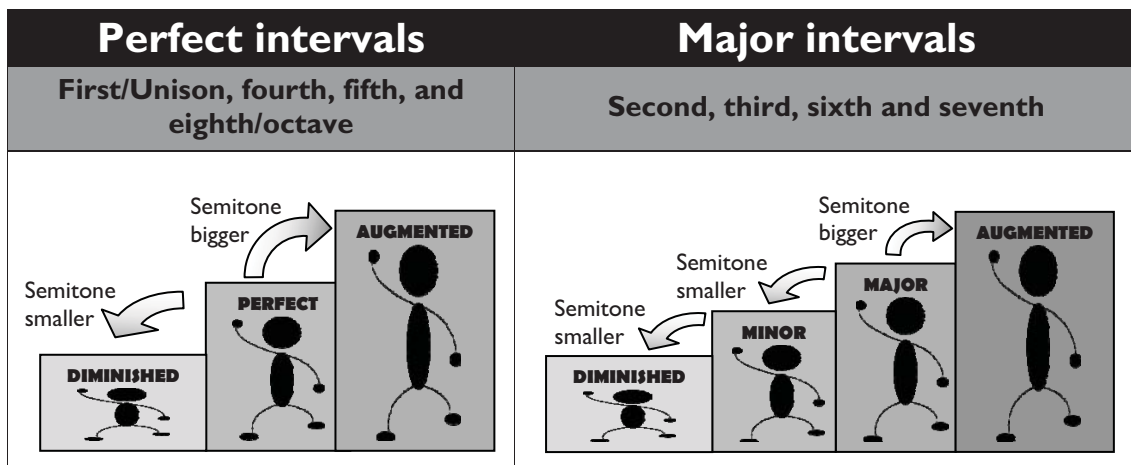 Perfect intervals
Major intervals
First/Unison, fourth, fifth, and
eighth/octave
Second, third, sixth and seventh
Semitone
bigger
AUGMENTED
Semitone
smaller
PERFECT
DIMINISHED
Semitone
bigger
AUGMENTED
Semitone
smaller
MAJOR
Semitone
smaller
MINOR
DIMINISHED